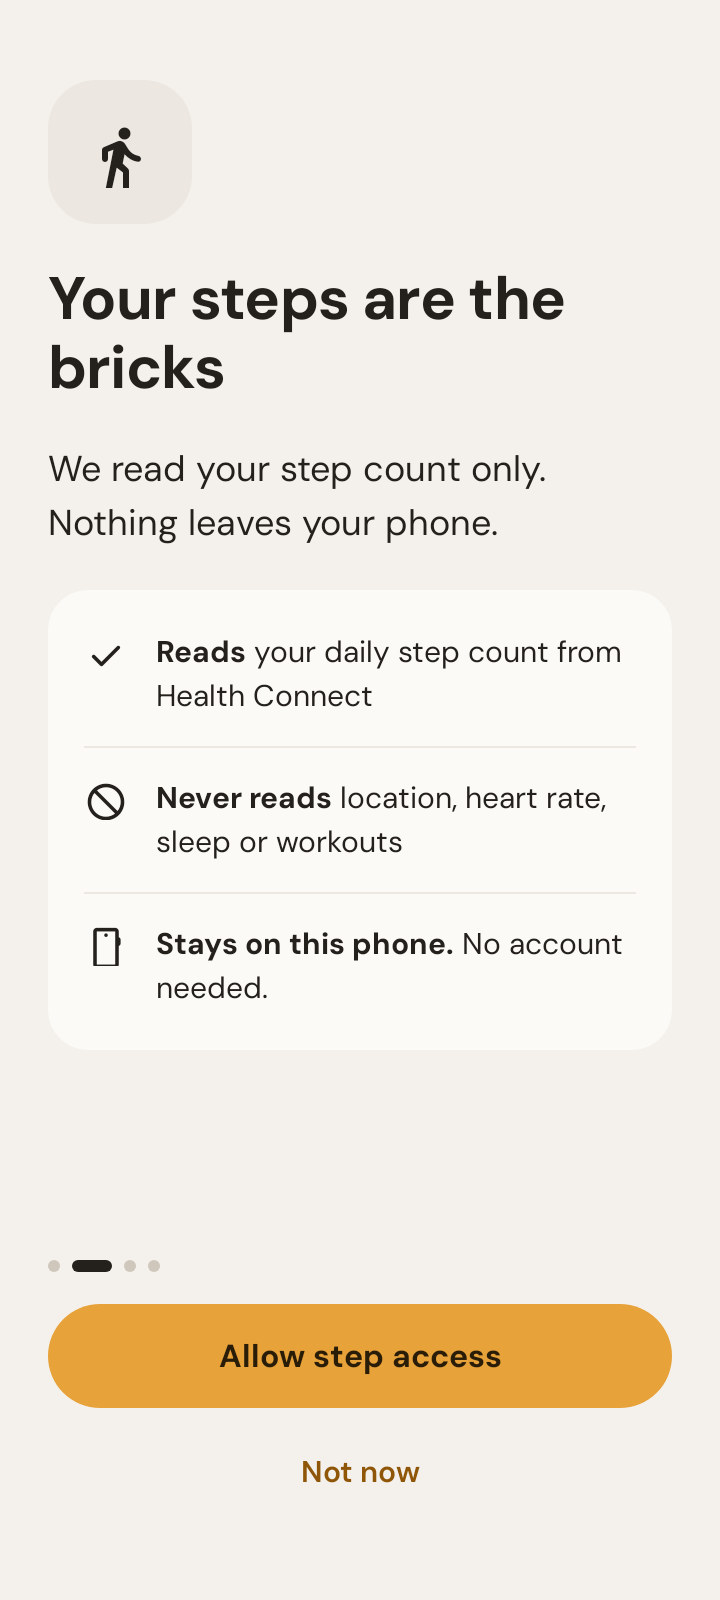 Your steps are the
bricks
We read your step count only.
Nothing leaves your phone.
Reads your daily step count from
Health Connect
Never reads location, heart rate,
sleep or workouts
Stays on this phone. No account
needed.
Allow step access
Not now